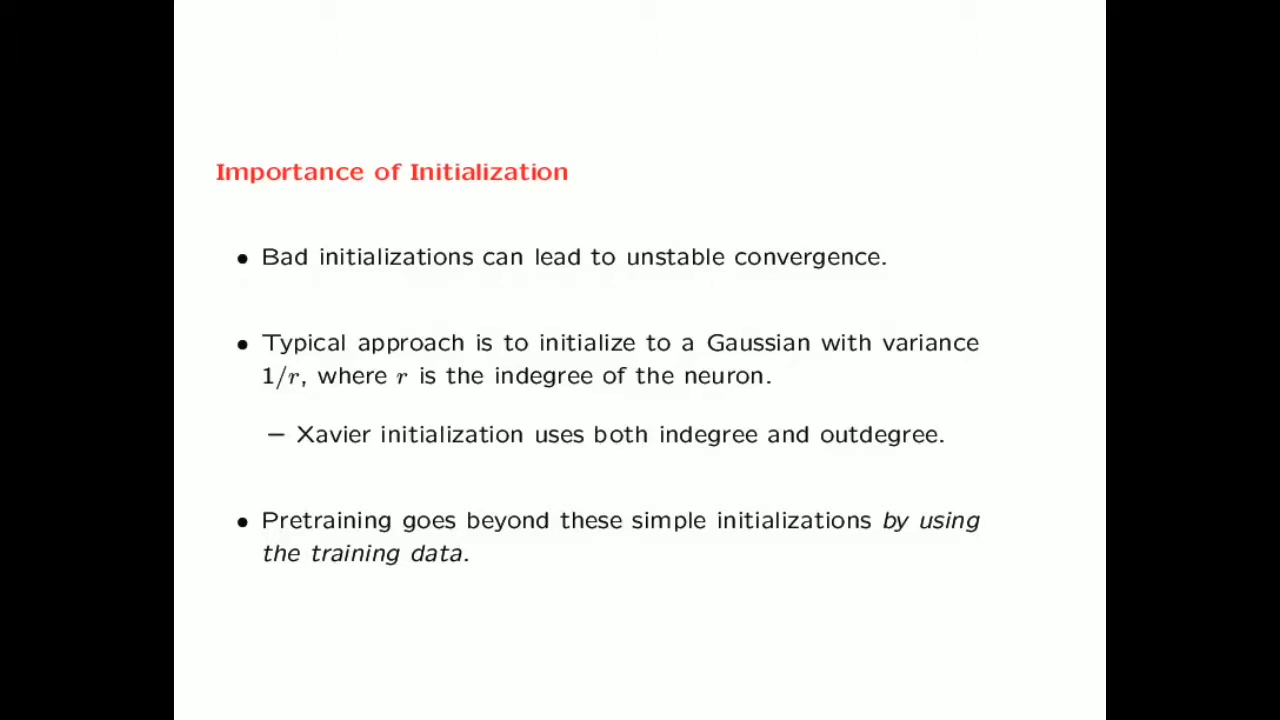 Importance of Initialization
● Bad initializations can lead to unstable convergence.
● Typical approach is to initialize to a Gaussian with variance
1/r, where r is the indegree of the neuron.
– Xavier initialization uses both indegree and outdegree.
● Pretraining goes beyond these simple initializations by using
the training data.